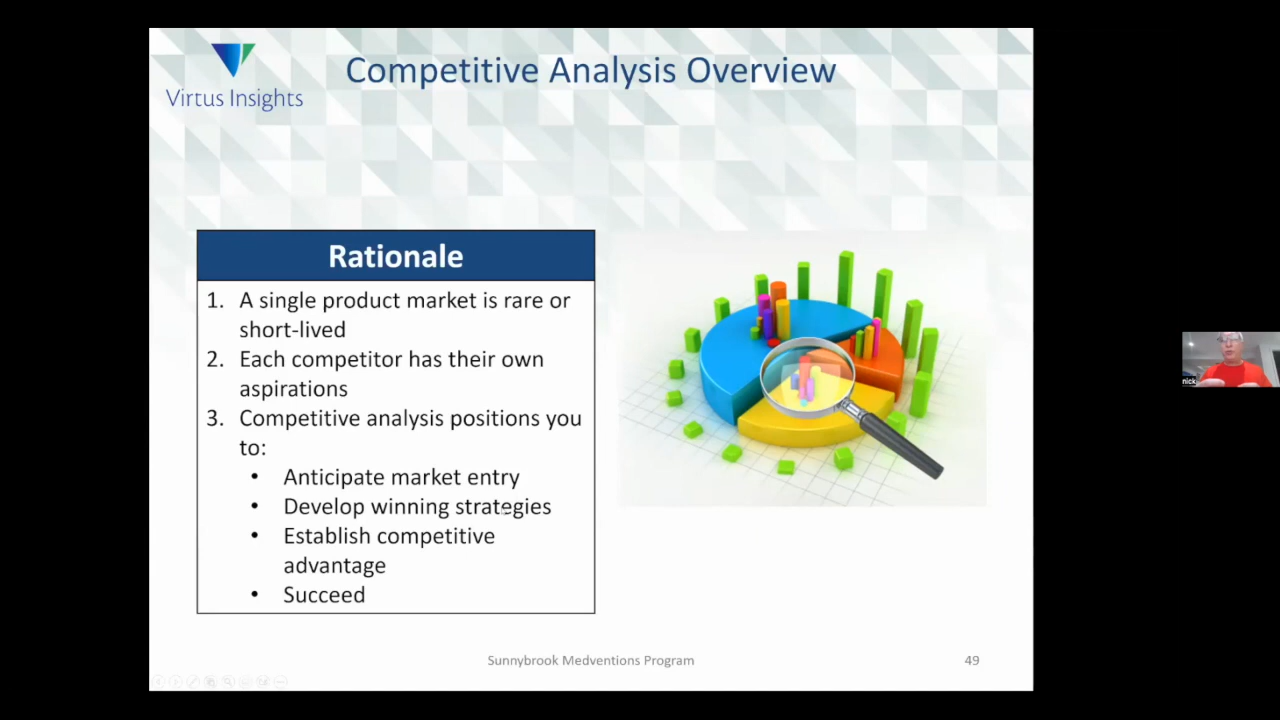 Virtus Insights
Competitive Analysis Overview
Rationale
1. A single product market is rare or
short-lived
2. Each competitor has their own
aspirations
3. Competitive analysis positions you
to:
• Anticipate market entry
• Develop winning strategies
• Establish competitive
advantage
• Succeed
Sunnybrook Medventions Program
49
nick